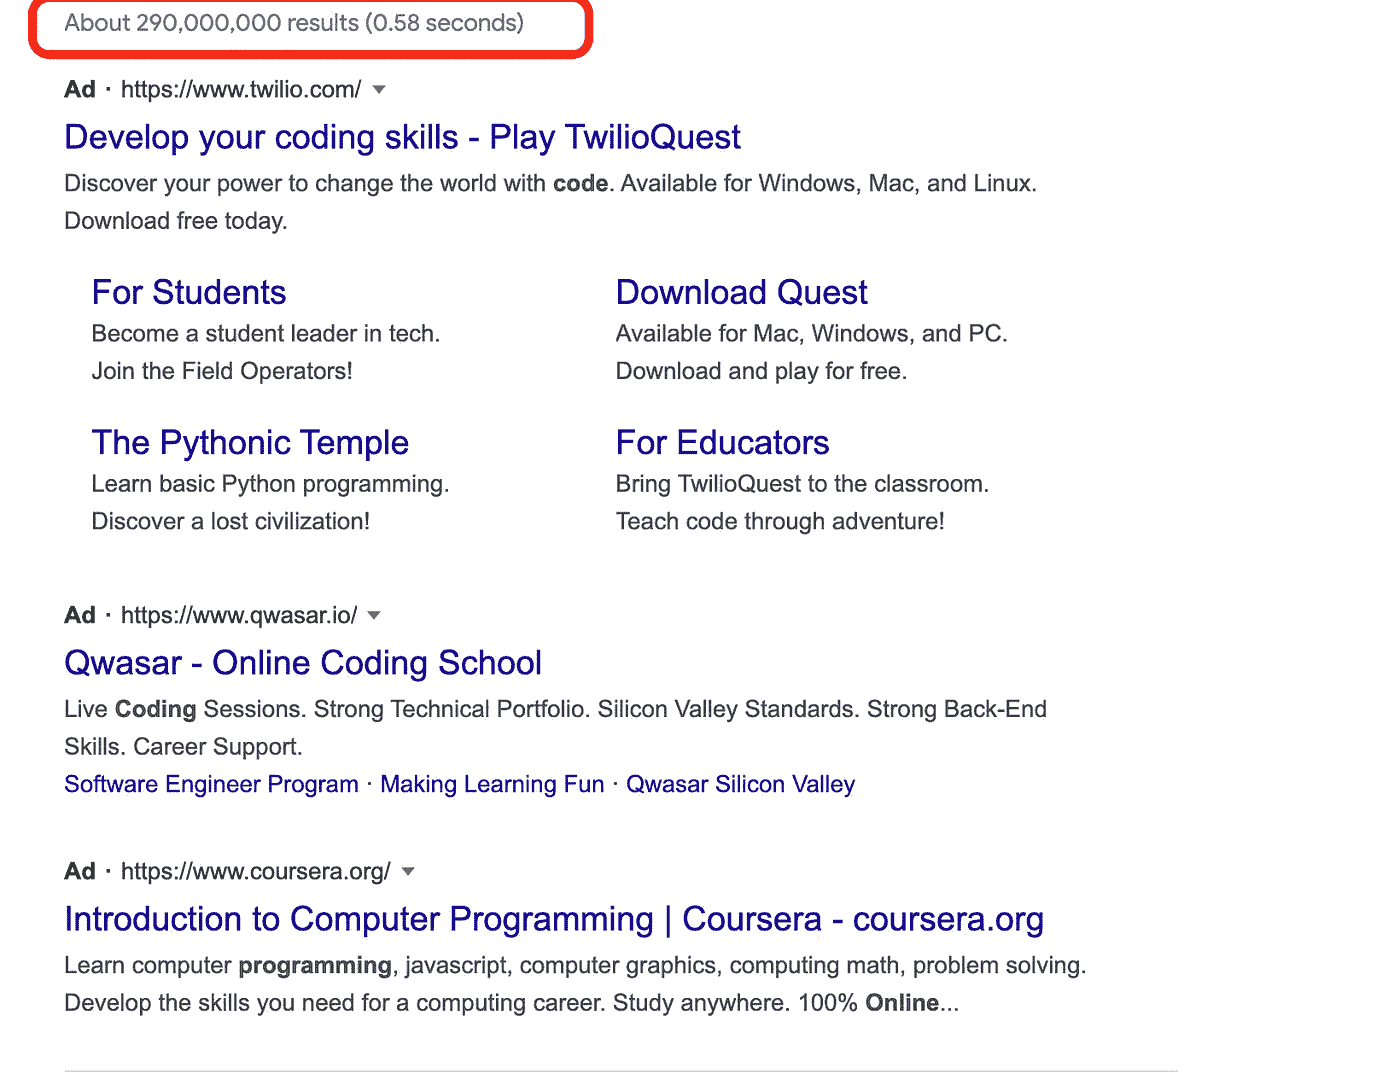 About 290,000,000 results (0.58 seconds)
Ad · https://www.twilio.com/
Develop your coding skills - Play TwilioQuest
Discover your power to change the world with code. Available for Windows, Mac, and Linux.
Download free today.
For Students
Become a student leader in tech.
Join the Field Operators!
Download Quest
Available for Mac, Windows, and PC.
Download and play for free.
The Pythonic Temple
Learn basic Python programming.
Discover a lost civilization!
For Educators
Bring TwilioQuest to the classroom.
Teach code through adventure!
Ad · https://www.qwasar.io/
Qwasar - Online Coding School
Live Coding Sessions. Strong Technical Portfolio. Silicon Valley Standards. Strong Back-End
Skills. Career Support.
Software Engineer Program · Making Learning Fun · Qwasar Silicon Valley
Ad · https://www.coursera.org/
Introduction to Computer Programming | Coursera - coursera.org
Learn computer programming, javascript, computer graphics, computing math, problem solving.
Develop the skills you need for a computing career. Study anywhere. 100% Online...